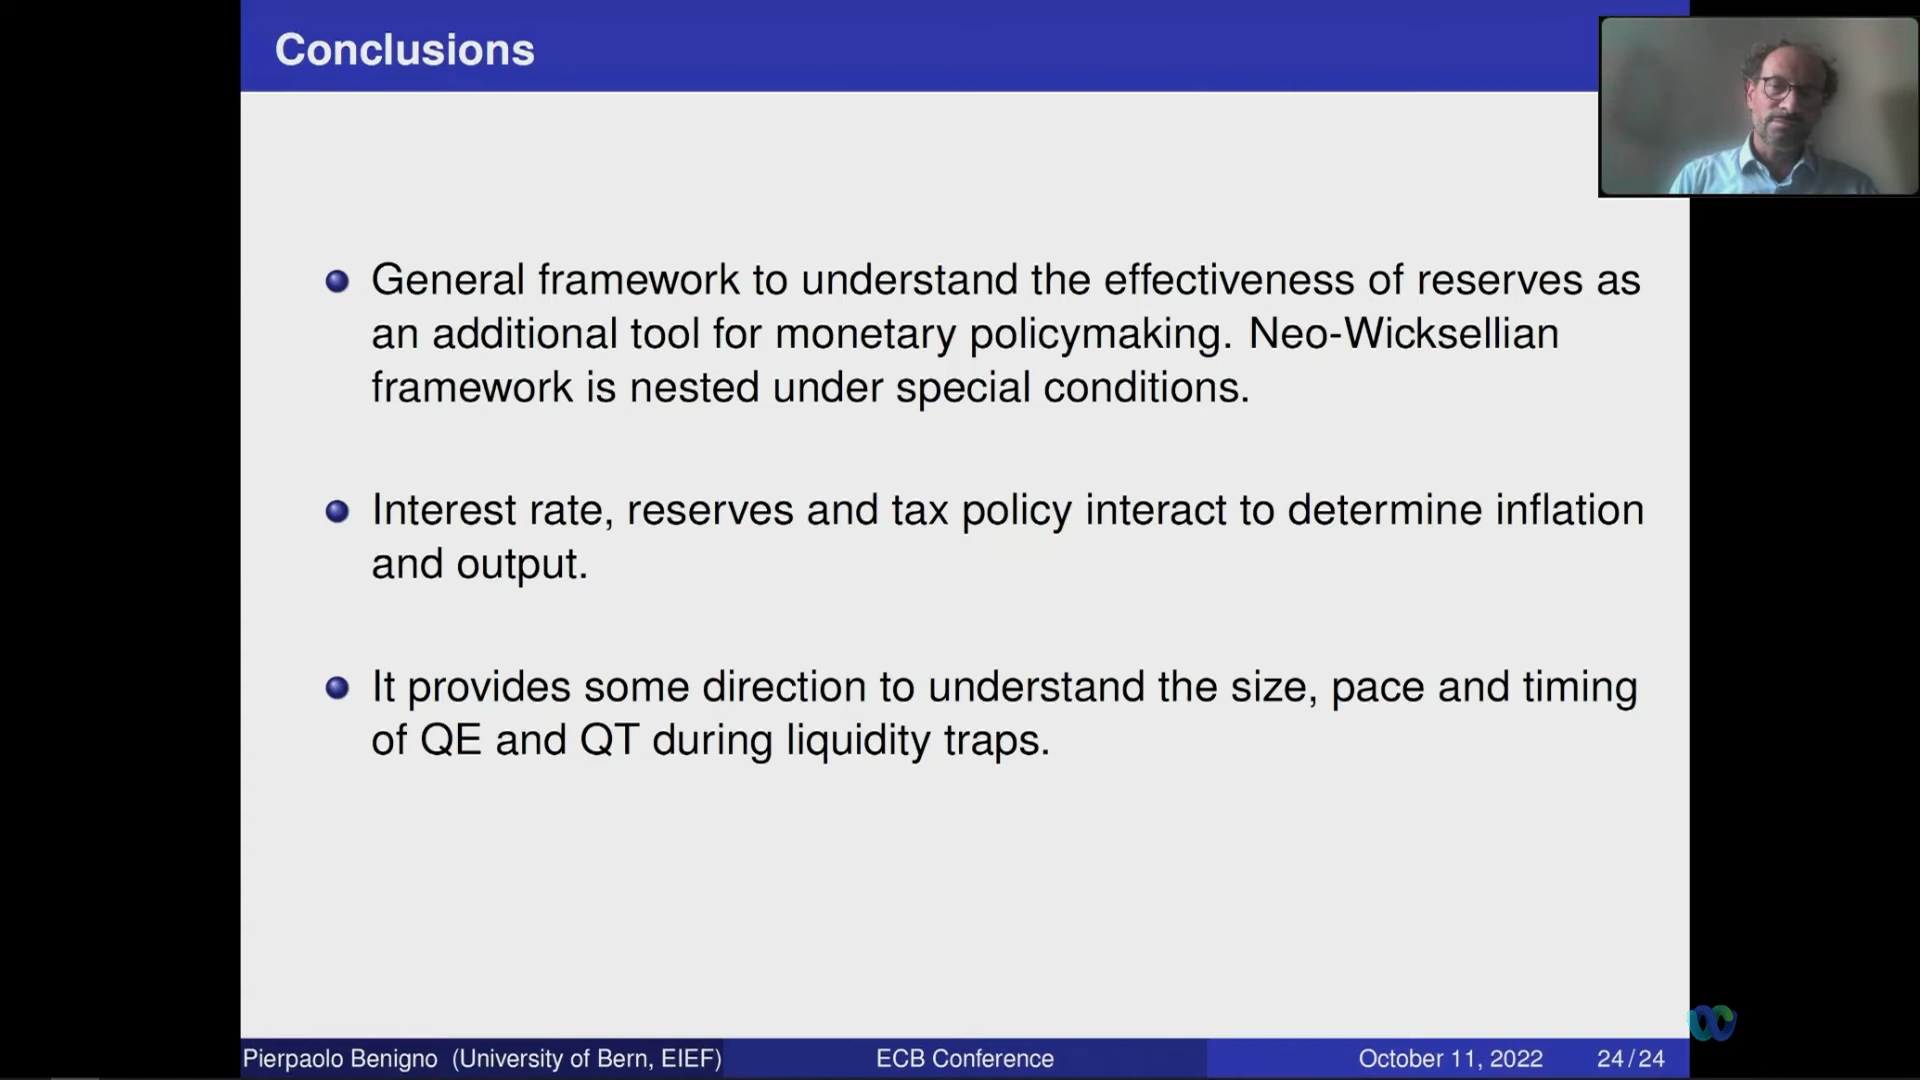 Conclusions
General framework to understand the effectiveness of reserves as
an additional tool for monetary policymaking. Neo-Wicksellian
framework is nested under special conditions.
Interest rate, reserves and tax policy interact to determine inflation
and output.
It provides some direction to understand the size, pace and timing
of QE and QT during liquidity traps.
Pierpaolo Benigno (University of Bern, EIEF) ECB Conference October 11, 2022 24/24